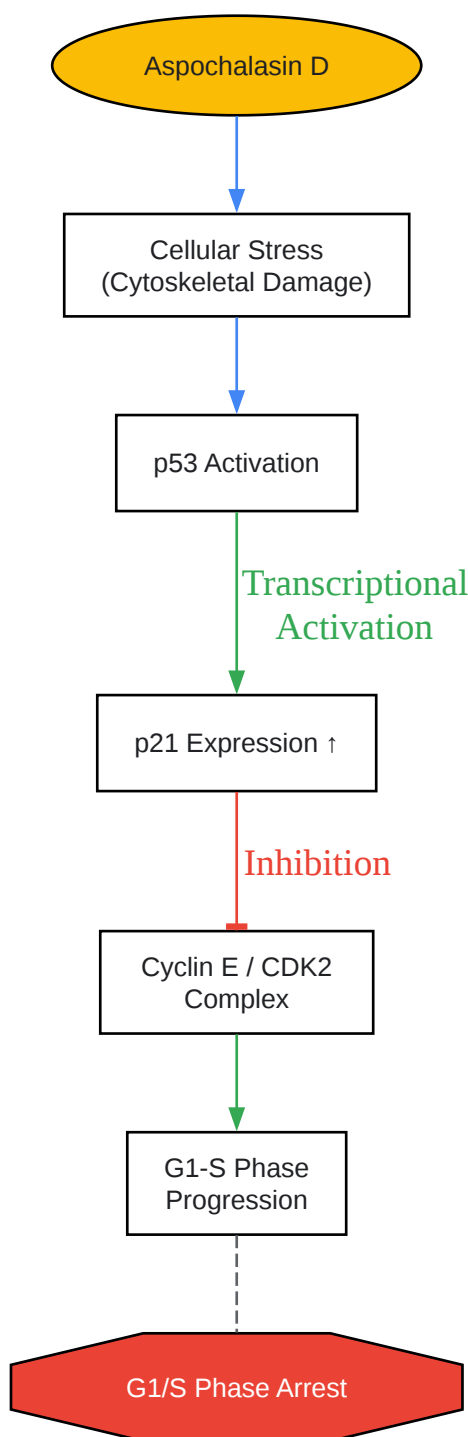 Aspochalasin D
Cellular Stress
(Cytoskeletal Damage)
p53 Activation
Transcriptional
Activation
p21 Expression ↑
Inhibition
Cyclin E / CDK2
Complex
G1-S Phase
Progression
G1/S Phase Arrest